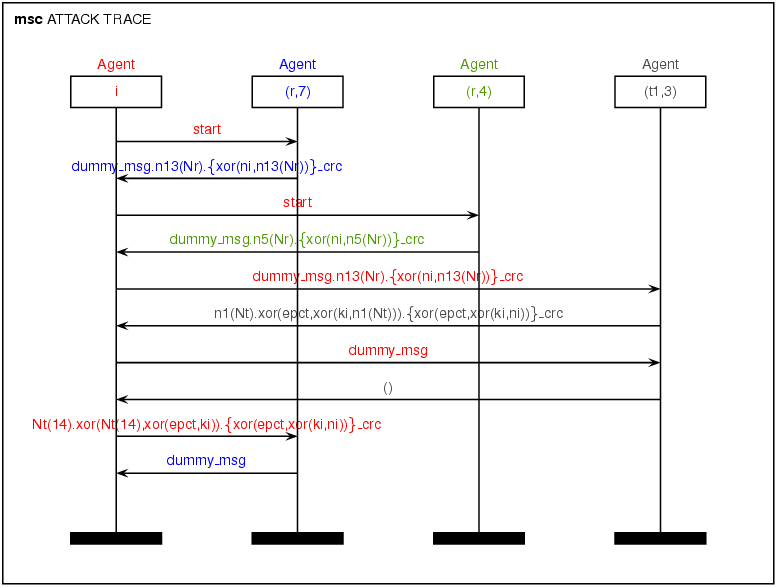 msc ATTACK TRACE
Agent Agent Agent Agent
i (r,7) (r,4) (t1,3)
start
dummy_msg.n13(Nr).{xor(ni,n13(Nr))}_crc
start
dummy_msg.n5(Nr).{xor(ni,n5(Nr))}_crc
dummy_msg.n13(Nr).{xor(ni,n13(Nr))}_crc
n1(Nt).xor(epct,xor(ki,n1(Nt))).{xor(epct,xor(ki,ni))}_crc
dummy_msg
()
Nt(14).xor(Nt(14),xor(epct,ki)).{xor(epct,xor(ki,ni))}_crc
dummy_msg